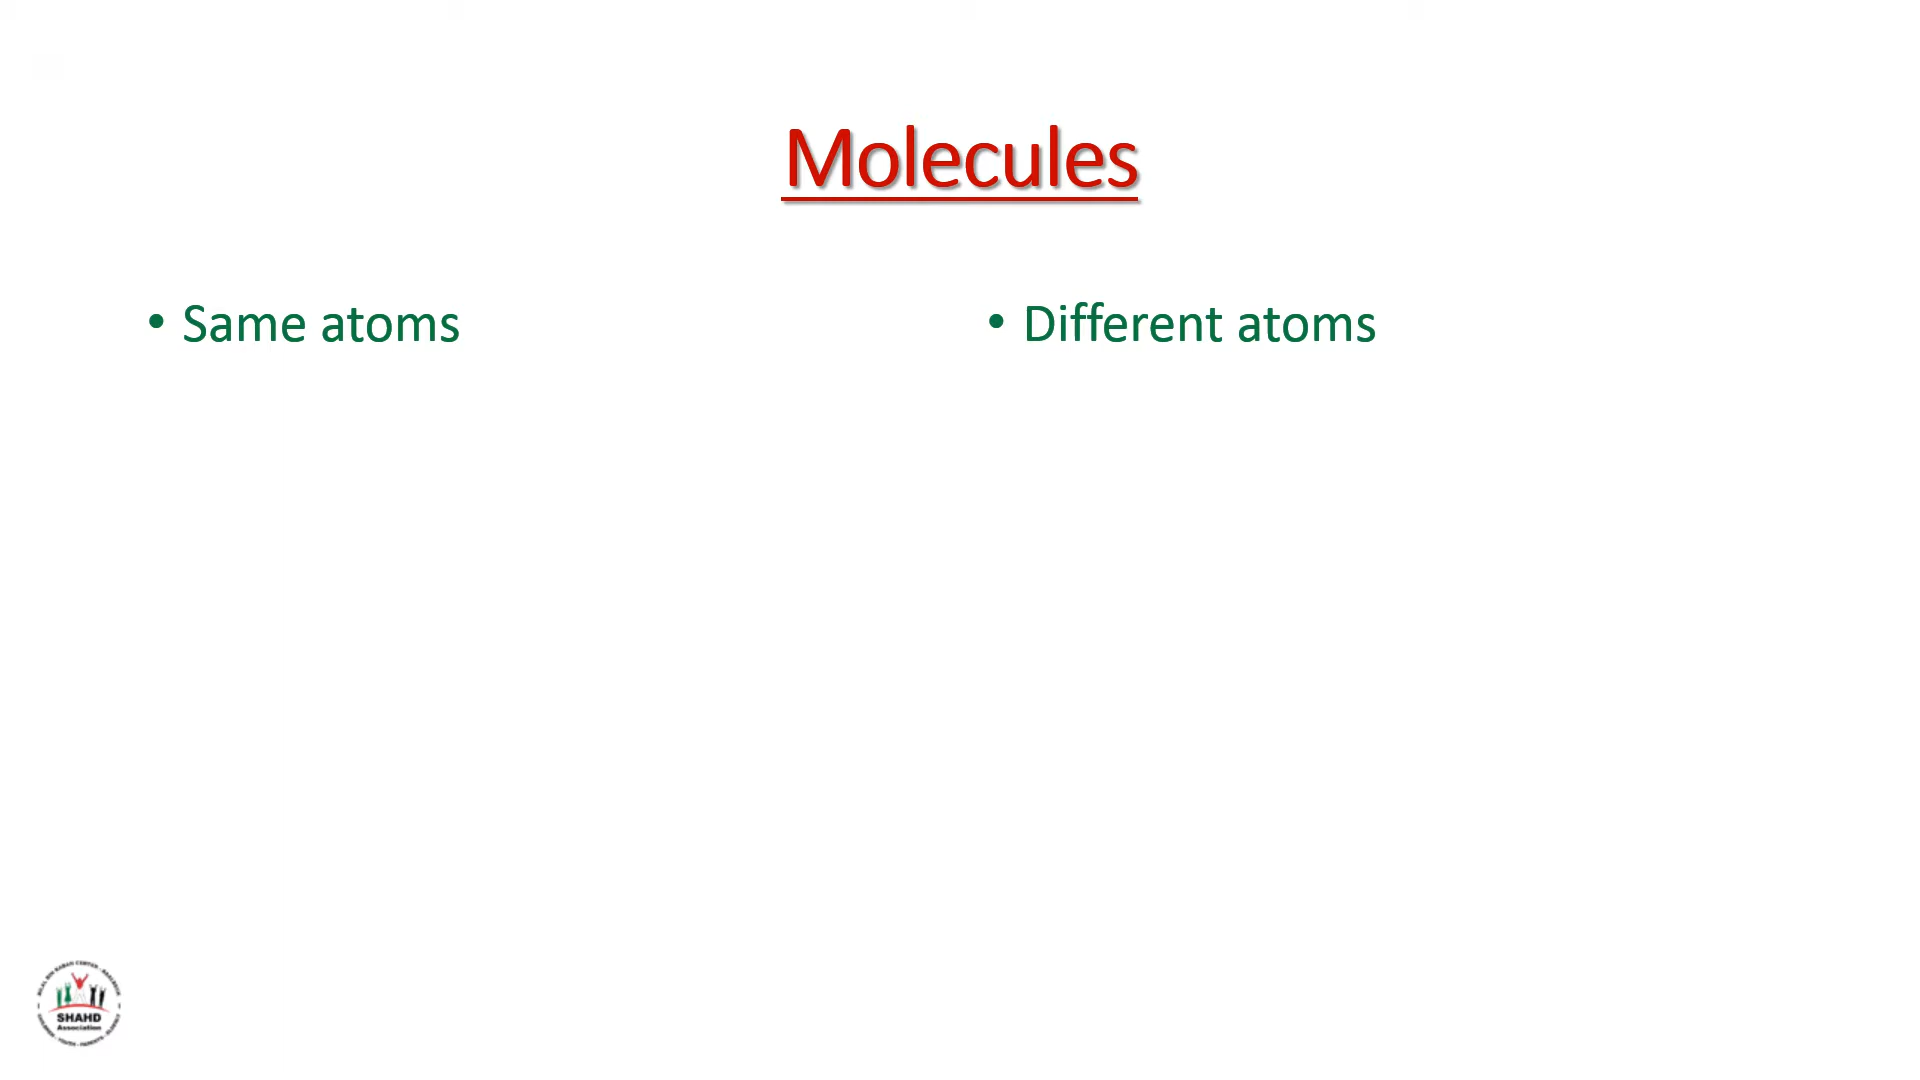 Molecules
• Same atoms
• Different atoms
SHAHD
Association